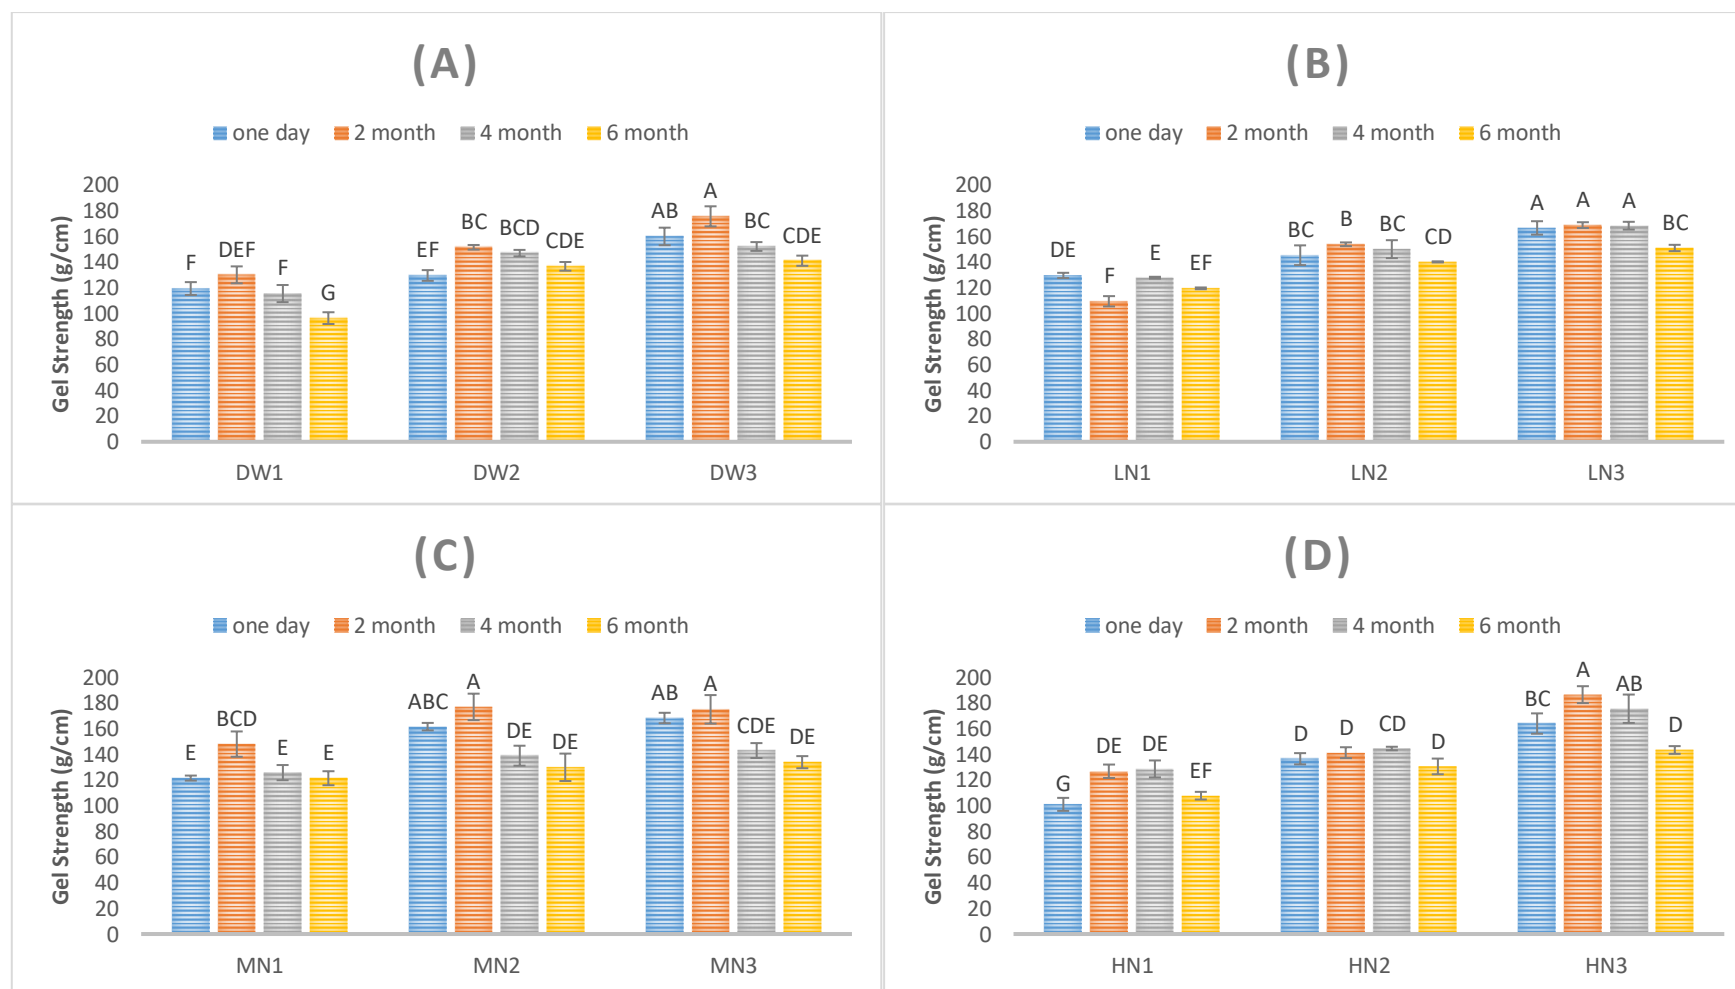 (A)
one day 2 month 4 month 6 month
Gel Strength (g/cm)
200
180
160
140
120
100
80
60
40
20
0
F DEF F G
EF BC BCD CDE
AB A BC CDE
DW1 DW2 DW3
(B)
one day 2 month 4 month 6 month
Gel Strength (g/cm)
200
180
160
140
120
100
80
60
40
20
0
DE F E EF
BC B BC CD
A A A BC
LN1 LN2 LN3
(C)
one day 2 month 4 month 6 month
Gel Strength (g/cm)
200
180
160
140
120
100
80
60
40
20
0
E BCD E E
ABC A DE DE
AB A CDE DE
MN1 MN2 MN3
(D)
one day 2 month 4 month 6 month
Gel Strength (g/cm)
200
180
160
140
120
100
80
60
40
20
0
G DE DE EF
D D CD D
BC A AB D
HN1 HN2 HN3